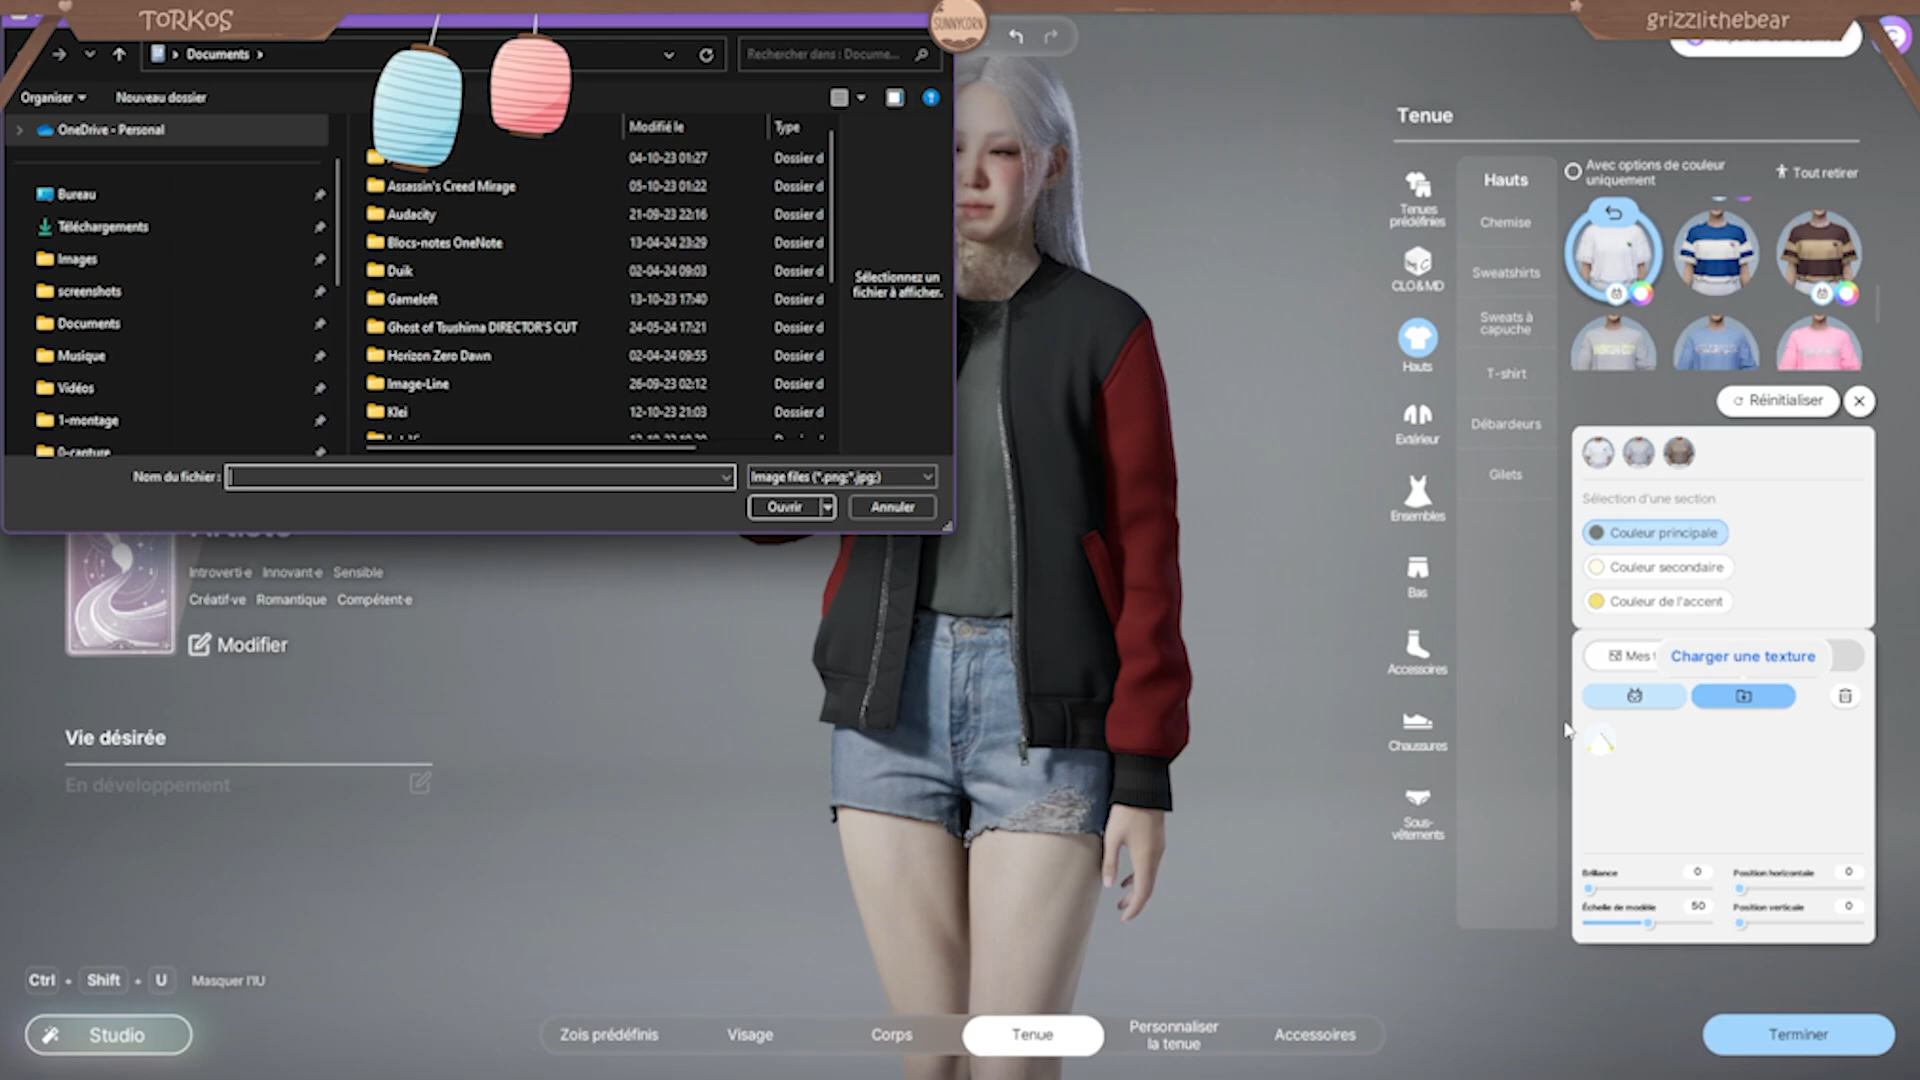 TORKOS
SUNNYCORN
grizzlithebear
Documents
Rechercher dans : Docume...
Organiser
Nouveau dossier
OneDrive - Personal
Bureau
Téléchargements
Images
screenshots
Documents
Musique
Vidéos
1-montage
0-capture
Modifié le
Type
04-10-23 01:27
Dossier d
Assassin's Creed Mirage
05-10-23 01:22
Dossier d
Audacity
21-09-23 22:16
Dossier d
Blocs-notes OneNote
13-04-24 23:29
Dossier d
Duik
02-04-24 09:03
Dossier d
Gameloft
13-10-23 17:40
Dossier d
Ghost of Tsushima DIRECTOR'S CUT
24-05-24 17:21
Dossier d
Horizon Zero Dawn
02-04-24 09:55
Dossier d
Image-Line
26-09-23 02:12
Dossier d
Klei
12-10-23 21:03
Dossier d
Sélectionnez un
fichier à afficher.
Nom du fichier :
Image files (*.png;*.jpg;)
Ouvrir
Annuler
Introverti·e Innovant·e Sensible
Créatif·ve Romantique Compétent·e
Modifier
Vie désirée
En développement
Ctrl + Shift + U Masquer l'IU
Studio
Zois prédéfinis
Visage
Corps
Tenue
Personnaliser
la tenue
Accessoires
Terminer
Tenue
Tenues
prédéfinies
CLO&MD
Hauts
Extérieur
Ensembles
Bas
Accessoires
Chaussures
Sous-
vêtements
Hauts
Chemise
Sweatshirts
Sweats à
capuche
T-shirt
Débardeurs
Gilets
Avec options de couleur
uniquement
Tout retirer
Réinitialiser
Sélection d'une section
Couleur principale
Couleur secondaire
Couleur de l'accent
Mes
Charger une texture
Brillance
0
Position horizontale
0
Échelle de modèle
50
Position verticale
0